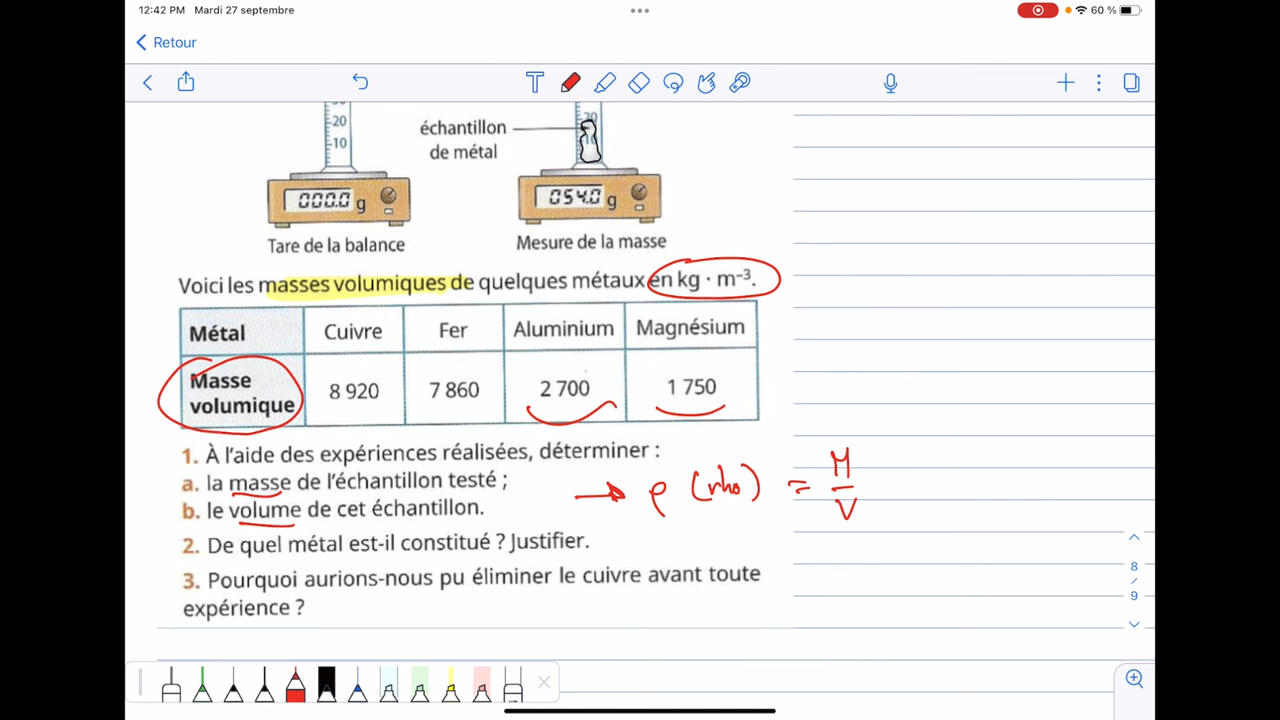 12:42 PM Mardi 27 septembre
60 %
Retour
20
10
échantillon
de métal
20
10
000.0 g
054.0 g
Tare de la balance
Mesure de la masse
Voici les masses volumiques de quelques métaux en kg · m⁻³.
Métal Cuivre Fer Aluminium Magnésium
Masse volumique 8 920 7 860 2 700 1 750
1. À l'aide des expériences réalisées, déterminer :
a. la masse de l'échantillon testé ;
b. le volume de cet échantillon.
→ ρ (rho) = M/V
2. De quel métal est-il constitué ? Justifier.
3. Pourquoi aurions-nous pu éliminer le cuivre avant toute
expérience ?
8
/
9